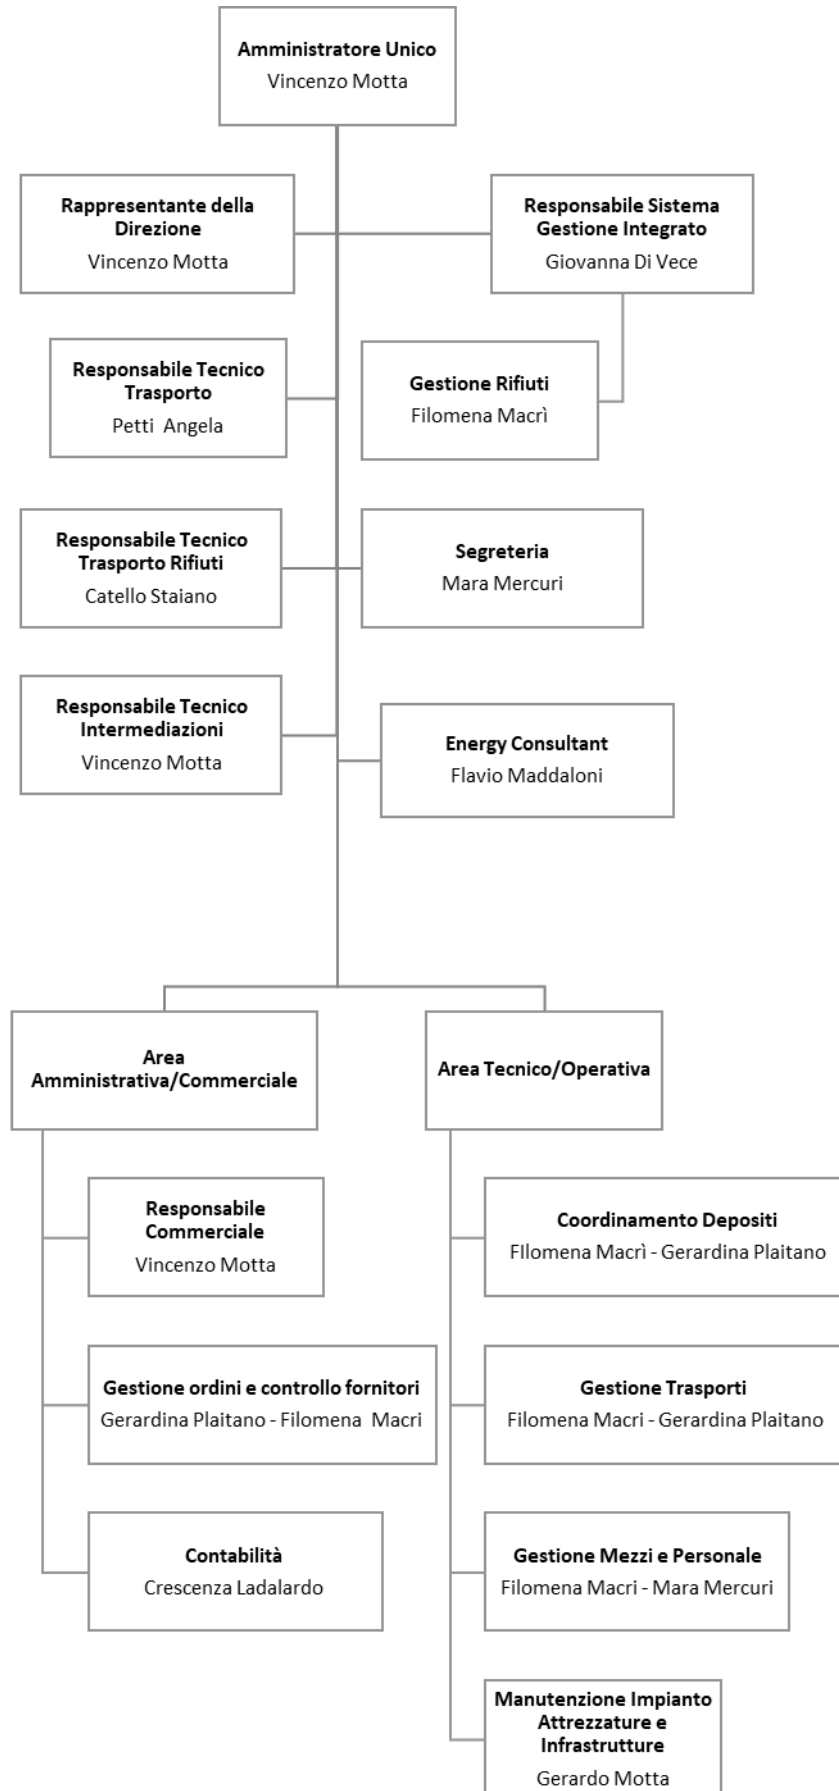 Amministratore Unico
Vincenzo Motta
Rappresentante della
Direzione
Vincenzo Motta
Responsabile Sistema
Gestione Integrato
Giovanna Di Vece
Responsabile Tecnico
Trasporto
Petti Angela
Gestione Rifiuti
Filomena Macrì
Responsabile Tecnico
Trasporto Rifiuti
Catello Staiano
Segreteria
Mara Mercuri
Responsabile Tecnico
Intermediazioni
Vincenzo Motta
Energy Consultant
Flavio Maddaloni
Area
Amministrativa/Commerciale
Area Tecnico/Operativa
Responsabile
Commerciale
Vincenzo Motta
Coordinamento Depositi
FIlomena Macrì - Gerardina Plaitano
Gestione ordini e controllo fornitori
Gerardina Plaitano - Filomena Macri
Gestione Trasporti
Filomena Macri - Gerardina Plaitano
Contabilità
Crescenza Ladalardo
Gestione Mezzi e Personale
Filomena Macri - Mara Mercuri
Manutenzione Impianto
Attrezzature e
Infrastrutture
Gerardo Motta